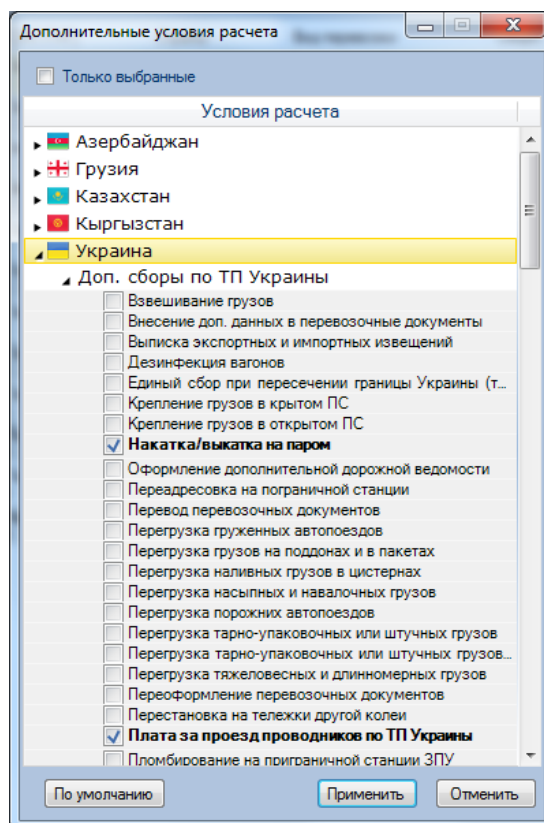 Дополнительные условия расчета
Только выбранные
Условия расчета
Азербайджан
Грузия
Казахстан
Кыргызстан
Украина
Доп. сборы по ТП Украины
Взвешивание грузов
Внесение доп. данных в перевозочные документы
Выписка экспортных и импортных извещений
Дезинфекция вагонов
Единый сбор при пересечении границы Украины (т...
Крепление грузов в крытом ПС
Крепление грузов в открытом ПС
Накатка/выкатка на паром
Оформление дополнительной дорожной ведомости
Переадресовка на пограничной станции
Перевод перевозочных документов
Перегрузка груженных автопоездов
Перегрузка грузов на поддонах и в пакетах
Перегрузка наливных грузов в цистернах
Перегрузка насыпных и навалочных грузов
Перегрузка порожних автопоездов
Перегрузка тарно-упаковочных или штучных грузов
Перегрузка тарно-упаковочных или штучных грузов...
Перегрузка тяжеловесных и длинномерных грузов
Переоформление перевозочных документов
Перестановка на тележки другой колеи
Плата за проезд проводников по ТП Украины
Пломбирование на приграничной станции ЗПУ
По умолчанию Применить Отменить